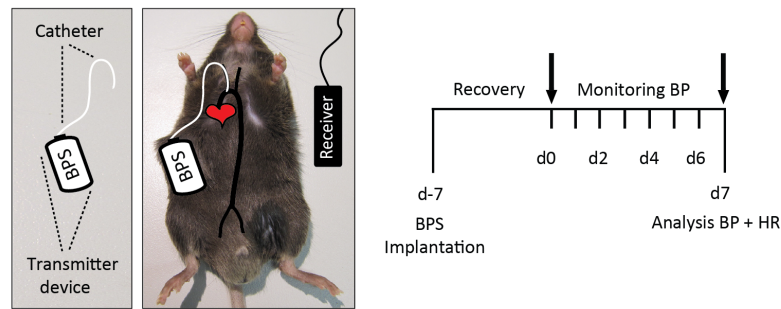 Catheter
BPS
Transmitter
device
BPS
Receiver
Recovery
Monitoring BP
d0
d2
d4
d6
d-7
d7
BPS
Implantation
Analysis BP + HR